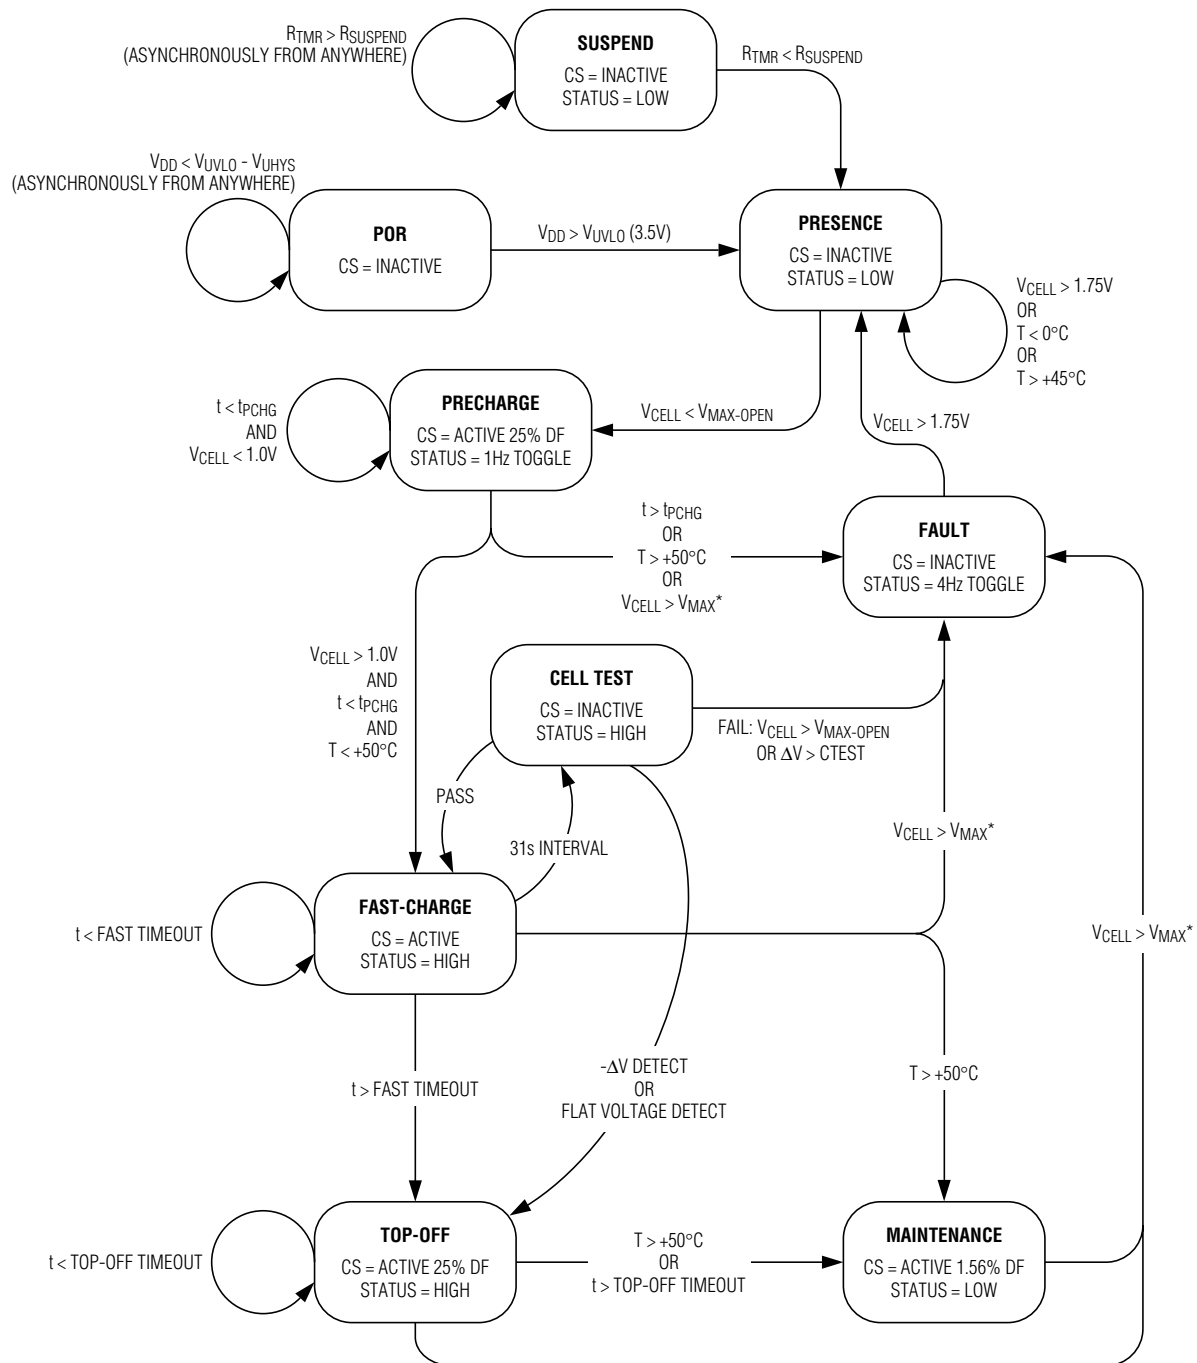 RTMR > RSUSPEND
(ASYNCHRONOUSLY FROM ANYWHERE)
SUSPEND
CS = INACTIVE
STATUS = LOW
RTMR < RSUSPEND
VDD < VUVLO - VUHYS
(ASYNCHRONOUSLY FROM ANYWHERE)
POR
CS = INACTIVE
VDD > VUVLO (3.5V)
PRESENCE
CS = INACTIVE
STATUS = LOW
VCELL > 1.75V
OR
T < 0°C
OR
T > +45°C
t < tPCHG
AND
VCELL < 1.0V
PRECHARGE
CS = ACTIVE 25% DF
STATUS = 1Hz TOGGLE
VCELL < VMAX-OPEN
VCELL > 1.75V
t > tPCHG
OR
T > +50°C
OR
VCELL > VMAX*
FAULT
CS = INACTIVE
STATUS = 4Hz TOGGLE
VCELL > 1.0V
AND
t < tPCHG
AND
T < +50°C
CELL TEST
CS = INACTIVE
STATUS = HIGH
FAIL: VCELL > VMAX-OPEN
OR ΔV > CTEST
PASS
31s INTERVAL
VCELL > VMAX*
t < FAST TIMEOUT
FAST-CHARGE
CS = ACTIVE
STATUS = HIGH
VCELL > VMAX*
t > FAST TIMEOUT
-ΔV DETECT
OR
FLAT VOLTAGE DETECT
T > +50°C
t < TOP-OFF TIMEOUT
TOP-OFF
CS = ACTIVE 25% DF
STATUS = HIGH
T > +50°C
OR
t > TOP-OFF TIMEOUT
MAINTENANCE
CS = ACTIVE 1.56% DF
STATUS = LOW